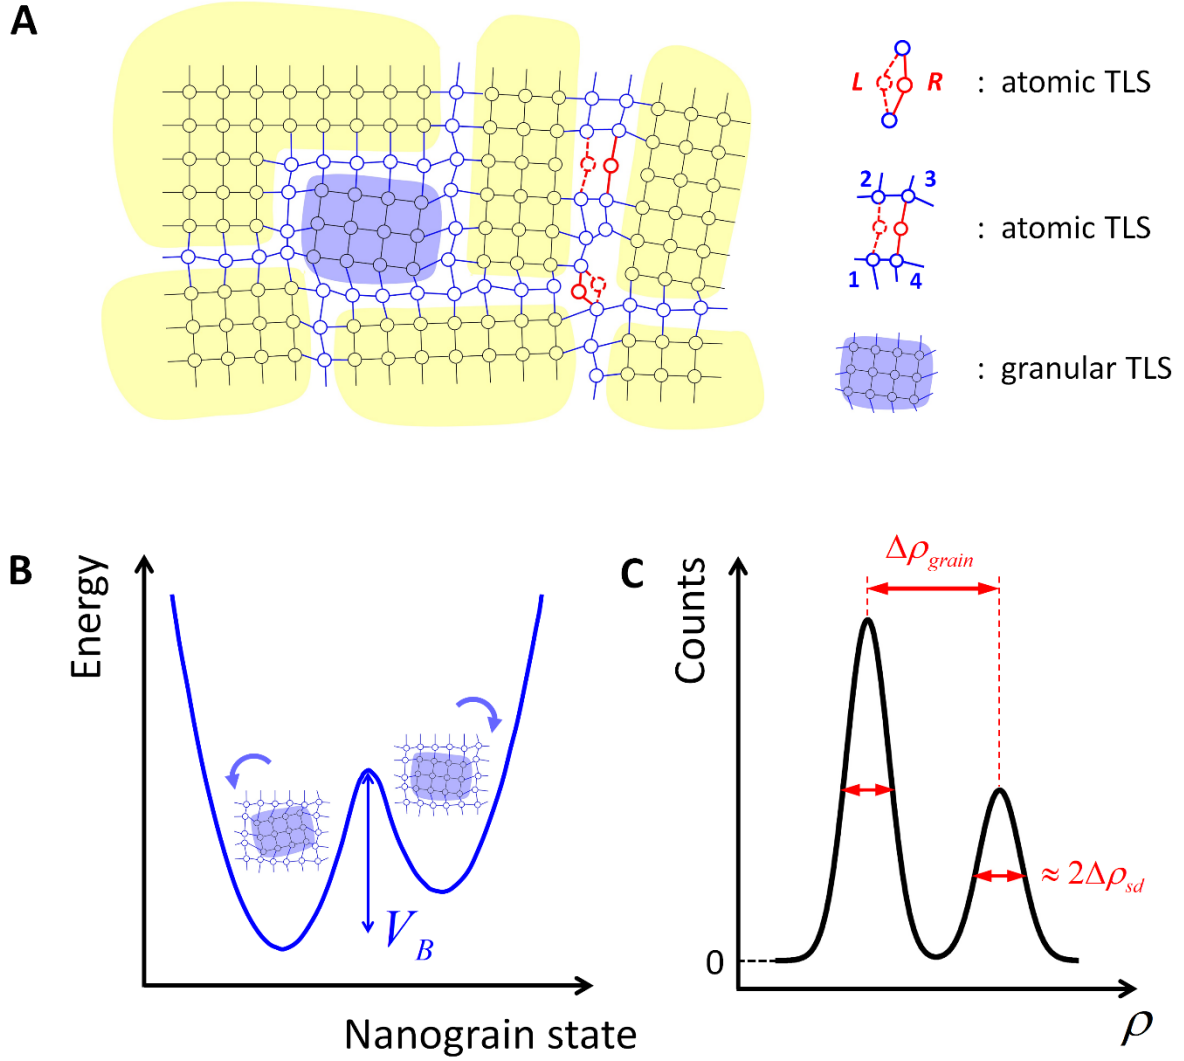 A
L R : atomic TLS
2 3
: atomic TLS
1 4
: granular TLS
B
Energy
V_B
Nanograin state
C
Counts
Δρ_grain
≈ 2Δρ_sd
0
ρ